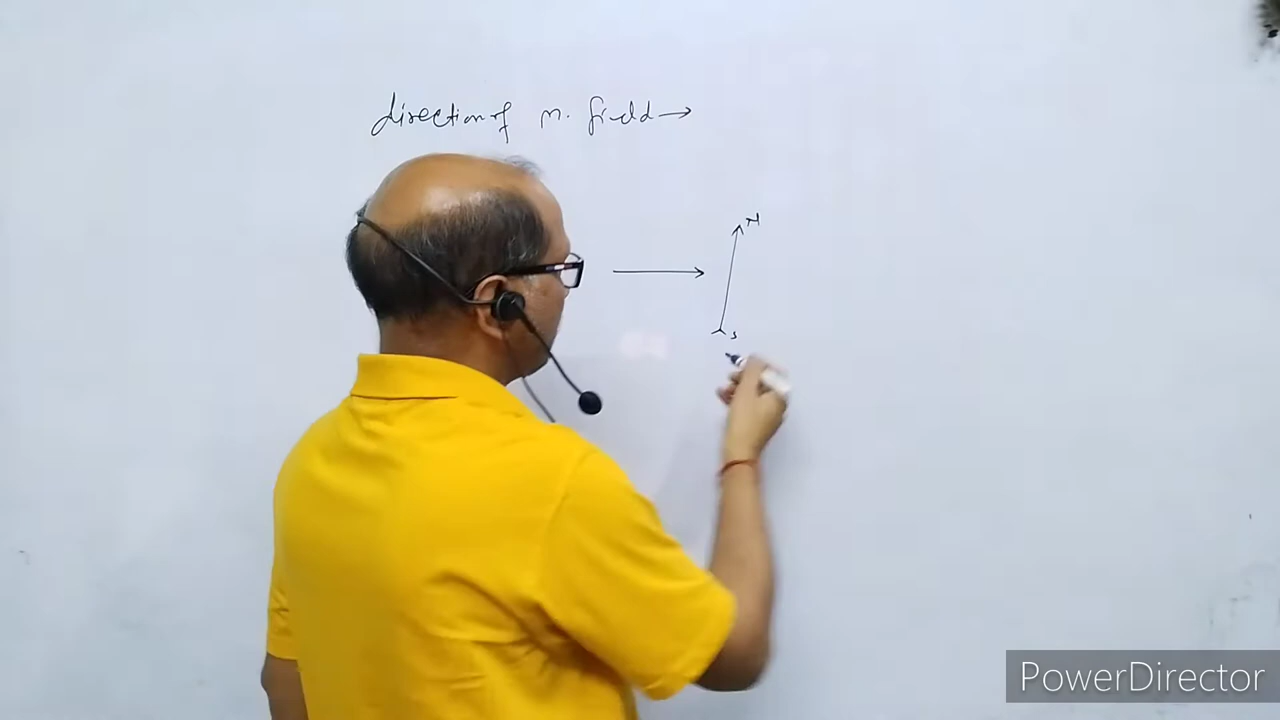 direction of m. field →
N
s
PowerDirector